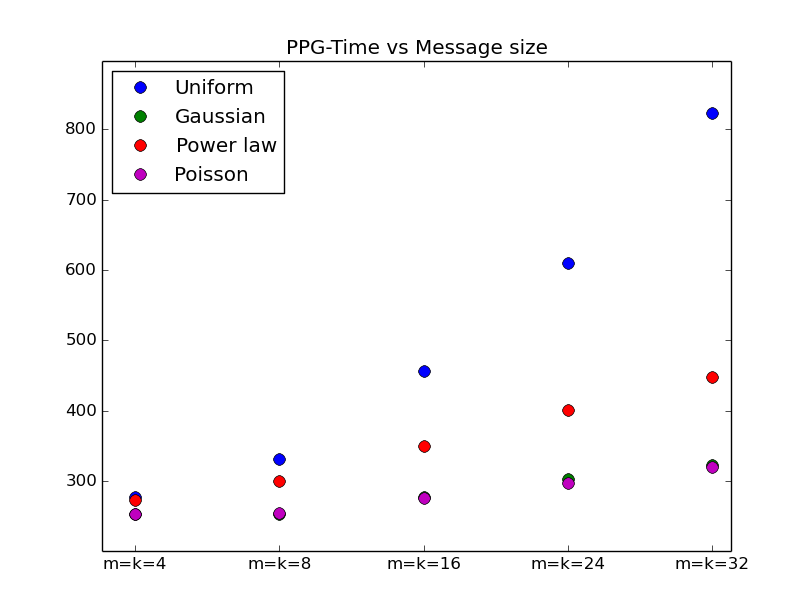 PPG-Time vs Message size
Uniform
Gaussian
Power law
Poisson
800
700
600
500
400
300
m=k=4 m=k=8 m=k=16 m=k=24 m=k=32